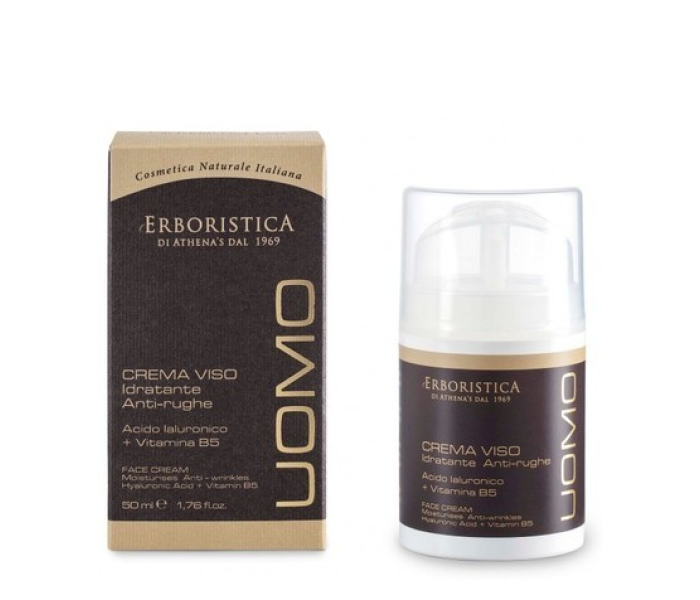 Cosmetica Naturale Italiana
ERBORISTICA
DI ATHENA'S DAL 1969
UOMO
CREMA VISO
Idratante
Anti-rughe
Acido Ialuronico
+ Vitamina B5
FACE CREAM
Moisturises Anti-wrinkles
Hyaluronic Acid + Vitamin B5
50 ml e 1,76 fl.oz.
ERBORISTICA
DI ATHENA'S DAL 1969
UOMO
CREMA VISO
Idratante Anti-rughe
Acido Ialuronico
+ Vitamina B5
FACE CREAM
Moisturises Anti-wrinkles
Hyaluronic Acid + Vitamin B5